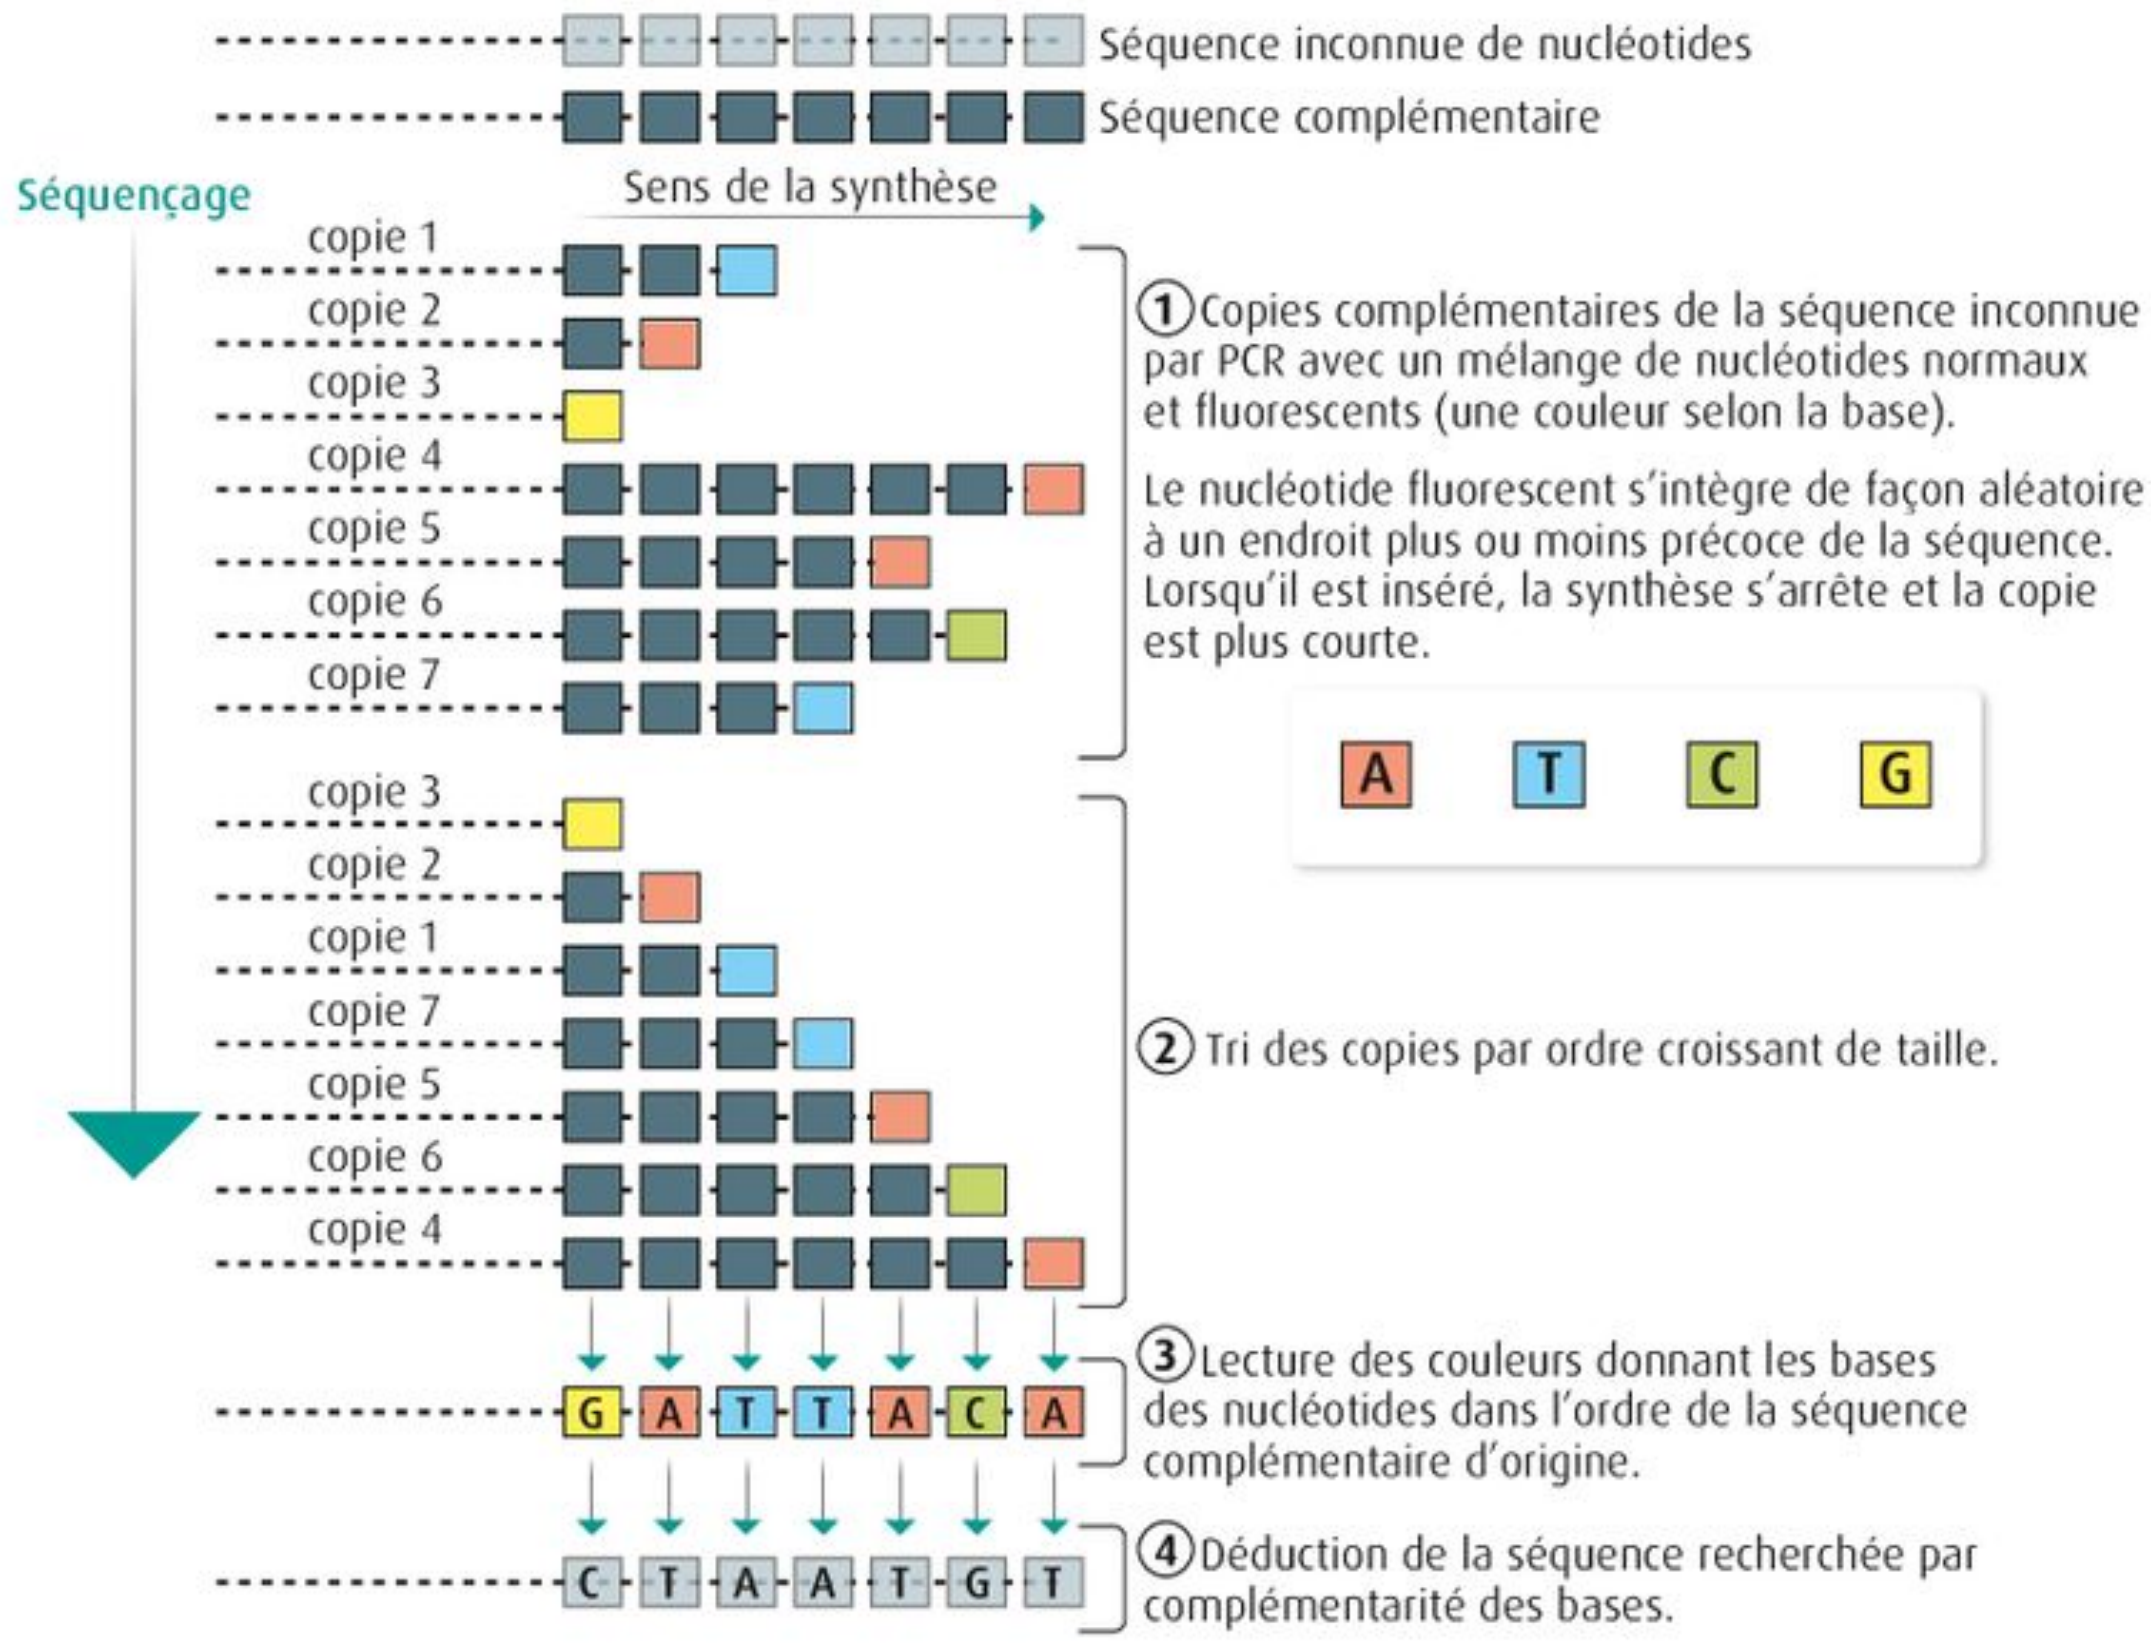 Séquence inconnue de nucléotides
Séquence complémentaire
Séquençage
Sens de la synthèse
copie 1
copie 2
copie 3
copie 4
copie 5
copie 6
copie 7
1 Copies complémentaires de la séquence inconnue
par PCR avec un mélange de nucléotides normaux
et fluorescents (une couleur selon la base).
Le nucléotide fluorescent s'intègre de façon aléatoire
à un endroit plus ou moins précoce de la séquence.
Lorsqu'il est inséré, la synthèse s'arrête et la copie
est plus courte.
A T C G
copie 3
copie 2
copie 1
copie 7
copie 5
copie 6
copie 4
2 Tri des copies par ordre croissant de taille.
G A T T A C A
3 Lecture des couleurs donnant les bases
des nucléotides dans l'ordre de la séquence
complémentaire d'origine.
C T A A T G T
4 Déduction de la séquence recherchée par
complémentarité des bases.